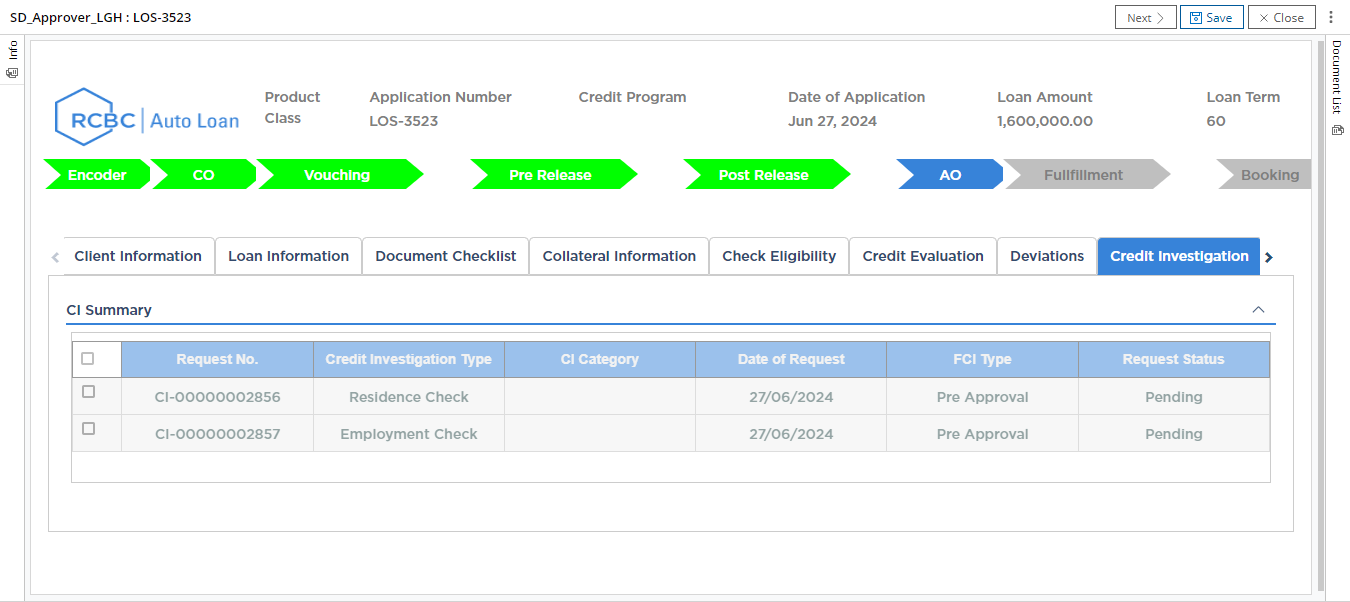 SD_Approver_LGH : LOS-3523
Next
Save
Close
Info
Document List
RCBC Auto Loan
Product Class
Application Number
LOS-3523
Credit Program
Date of Application
Jun 27, 2024
Loan Amount
1,600,000.00
Loan Term
60
Encoder CO Vouching Pre Release Post Release AO Fullfillment Booking
Client Information Loan Information Document Checklist Collateral Information Check Eligibility Credit Evaluation Deviations Credit Investigation
CI Summary
Request No. Credit Investigation Type CI Category Date of Request FCI Type Request Status
CI-00000002856 Residence Check 27/06/2024 Pre Approval Pending
CI-00000002857 Employment Check 27/06/2024 Pre Approval Pending